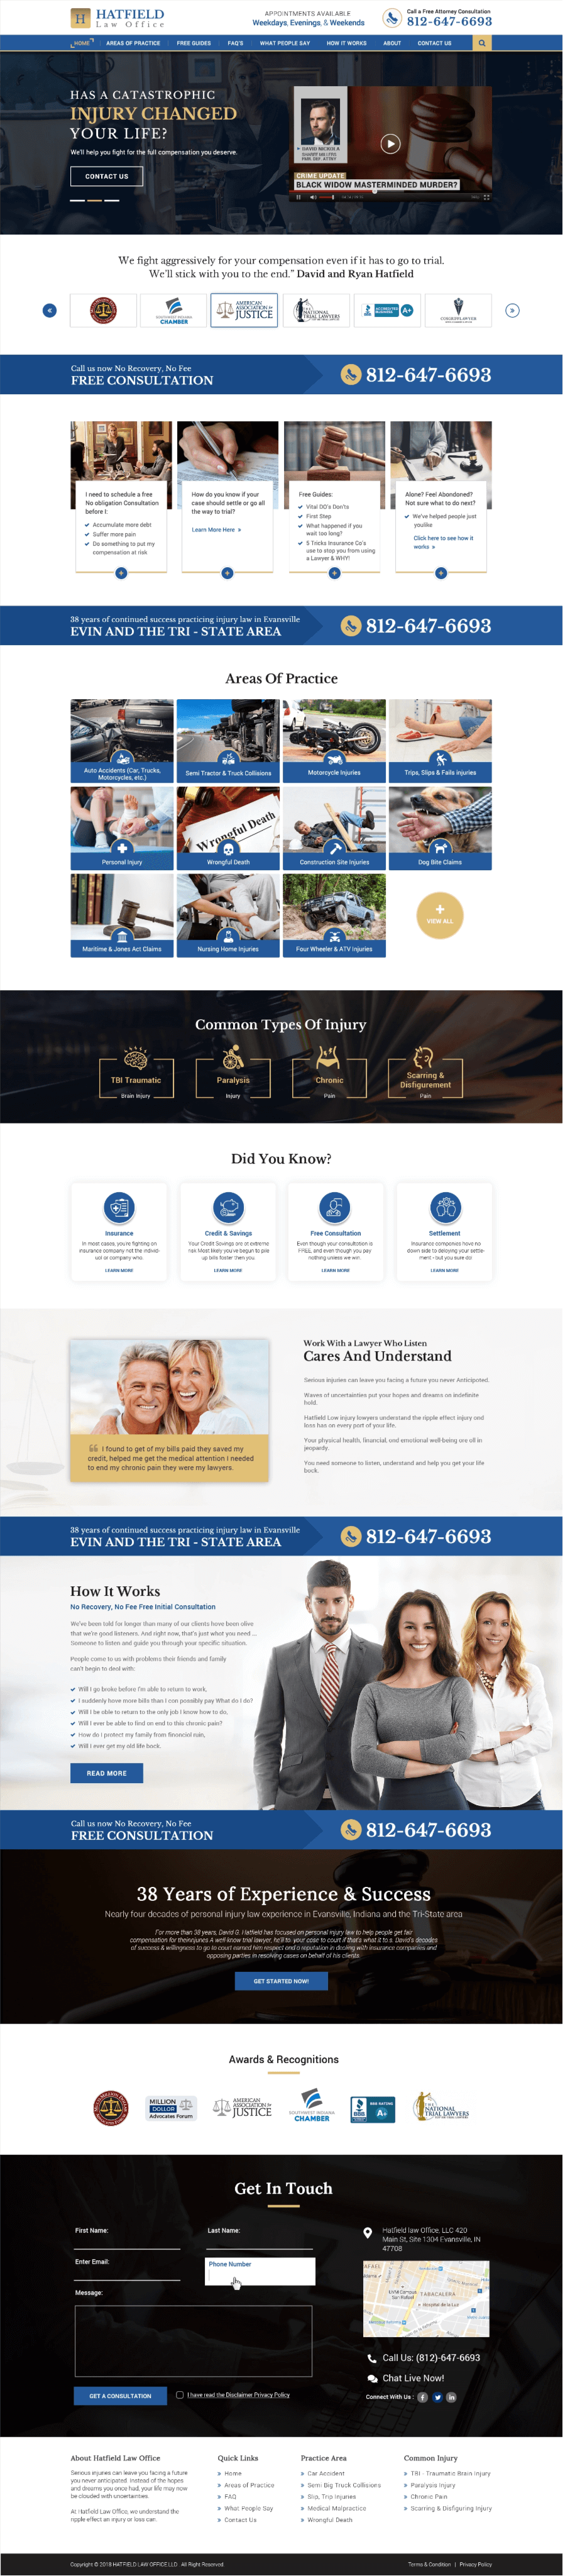 H HATFIELD
Law Office
APPOINTMENTS AVAILABLE
Weekdays, Evenings, & Weekends
Call a Free Attorney Consultation
812-647-6693
HOME AREAS OF PRACTICE FREE GUIDES FAQ'S WHAT PEOPLE SAY HOW IT WORKS ABOUT CONTACT US
HAS A CATASTROPHIC
INJURY CHANGED
YOUR LIFE?
We'll help you fight for the full compensation you deserve.
CONTACT US
CRIME UPDATE
BLACK WIDOW MASTERMINDED MURDER?
We fight aggressively for your compensation even if it has to go to trial.
We'll stick with you to the end." David and Ryan Hatfield
CHAMBER
AMERICAN
ASSOCIATION for
JUSTICE
NATIONAL
TRIAL LAWYERS
ACCREDITED
BUSINESS
A+
Call us now No Recovery, No Fee
FREE CONSULTATION
812-647-6693
I need to schedule a free
No obligation Consultation
before I:
Accumulate more debt
Suffer more pain
Do something to put my
compensation at risk
How do you know if your
case should settle or go all
the way to trial?
Learn More Here »
Free Guides:
Vital DO's Don'ts
First Step
What happened if you
wait too long?
5 Tricks Insurance Co's
use to stop you from using
a Lawyer & WHY!
Alone? Feel Abandoned?
Not sure what to do next?
We've helped people just
youlike
Click here to see how it
works »
38 years of continued success practicing injury law in Evansville
EVIN AND THE TRI - STATE AREA
812-647-6693
Areas Of Practice
Auto Accidents (Car, Trucks,
Motorcycles, etc.)
Semi Tractor & Truck Collisions
Motorcycle Injuries
Trips, Slips & Falls Injuries
Personal Injury
Wrongful Death
Wrongful Death
Construction Site Injuries
Dog Bite Claims
Maritime & Jones Act Claims
Nursing Home Injuries
Four Wheeler & ATV Injuries
+
VIEW ALL
Common Types Of Injury
TBI Traumatic
Brain Injury
Paralysis
Injury
Chronic
Pain
Scarring &
Disfigurement
Pain
Did You Know?
Insurance
In most cases, you're fighting an
insurance company not the individ-
ual or company who.
LEARN MORE
Credit & Savings
Your Credit Savings are at extreme
risk Most likely you've begun to pile
up bills faster then you
LEARN MORE
Free Consultation
Even though your consultation is
FREE, and even though you pay
nothing unless we win.
LEARN MORE
Settlement
Insurance companies have no
down side to delaying your settle-
ment - but you sure do!
LEARN MORE
Work With a Lawyer Who Listen
Cares And Understand
Serious injuries can leave you facing a future you never Anticipated.
Waves of uncertainties put your hopes and dreams on indefinite
hold.
Hatfield Law injury lawyers understand the ripple effect injury and
loss has on every part of your life.
Your physical health, financial, and emotional well-being are all in
jeopardy.
You need someone to listen, understand and help you get your life
back.
“ I found to get of my bills paid they saved my
credit, helped me get the medical attention I needed
to end my chronic pain they were my lawyers.
38 years of continued success practicing injury law in Evansville
EVIN AND THE TRI - STATE AREA
812-647-6693
How It Works
No Recovery, No Fee Free Initial Consultation
We've been told for longer than many of our clients have been alive
that we're good listeners. And right now, that's just what you need ...
Someone to listen and guide you through your specific situation.
People come to us with problems their friends and family
can't begin to deal with:
Will I go broke before I'm able to return to work,
I suddenly have more bills than I can possibly pay What do I do?
Will I be able to return to the only job I know how to do,
Will I ever be able to find an end to this chronic pain?
How do I protect my family from financial ruin,
Will I ever get my old life back.
READ MORE
Call us now No Recovery, No Fee
FREE CONSULTATION
812-647-6693
38 Years of Experience & Success
Nearly four decades of personal injury law experience in Evansville, Indiana and the Tri-State area
For more than 38 years, David G. Hatfield has focused on personal injury law to help people get fair
compensation for their injuries A well-know trial lawyer, he'll to. your case to court if that's what it to s. David's decades
of success & willingness to go to court earned him respect and a reputation in dealing with insurance companies and
opposing parties in resolving cases on behalf of his clients.
GET STARTED NOW!
Awards & Recognitions
MILLION
DOLLOR
Advocates Forum
AMERICAN
ASSOCIATION for
JUSTICE
SOUTHWEST INDIANA
CHAMBER
BBB
BBB RATING
A+
NATIONAL
TRIAL LAWYERS
Get In Touch
First Name:
Last Name:
Enter Email:
Phone Number
Message:
GET A CONSULTATION
I have read the Disclaimer Privacy Policy
Hatfield law Office, LLC 420
Main St, Site 1304 Evansville, IN
47708
TABACALERA
Call Us: (812)-647-6693
Chat Live Now!
Connect With Us :
About Hatfield Law Office
Serious injuries can leave you facing a future
you never anticipated. Instead of the hopes
and dreams you once had, your life may now
be clouded with uncertainties.
At Hatfield Law Office, we understand the
ripple effect an injury or loss can.
Quick Links
» Home
» Areas of Practice
» FAQ
» What People Say
» Contact Us
Practice Area
» Car Accident
» Semi Big Truck Collisions
» Slip, Trip Injuries
» Medical Malpractice
» Wrongful Death
Common Injury
» TBI - Traumatic Brain Injury
» Paralysis Injury
» Chronic Pain
» Scarring & Disfiguring Injury
Copyright © 2018 HATFIELD LAW OFFICE LLD. All Right Reserved
Terms & Condition | Privacy Policy